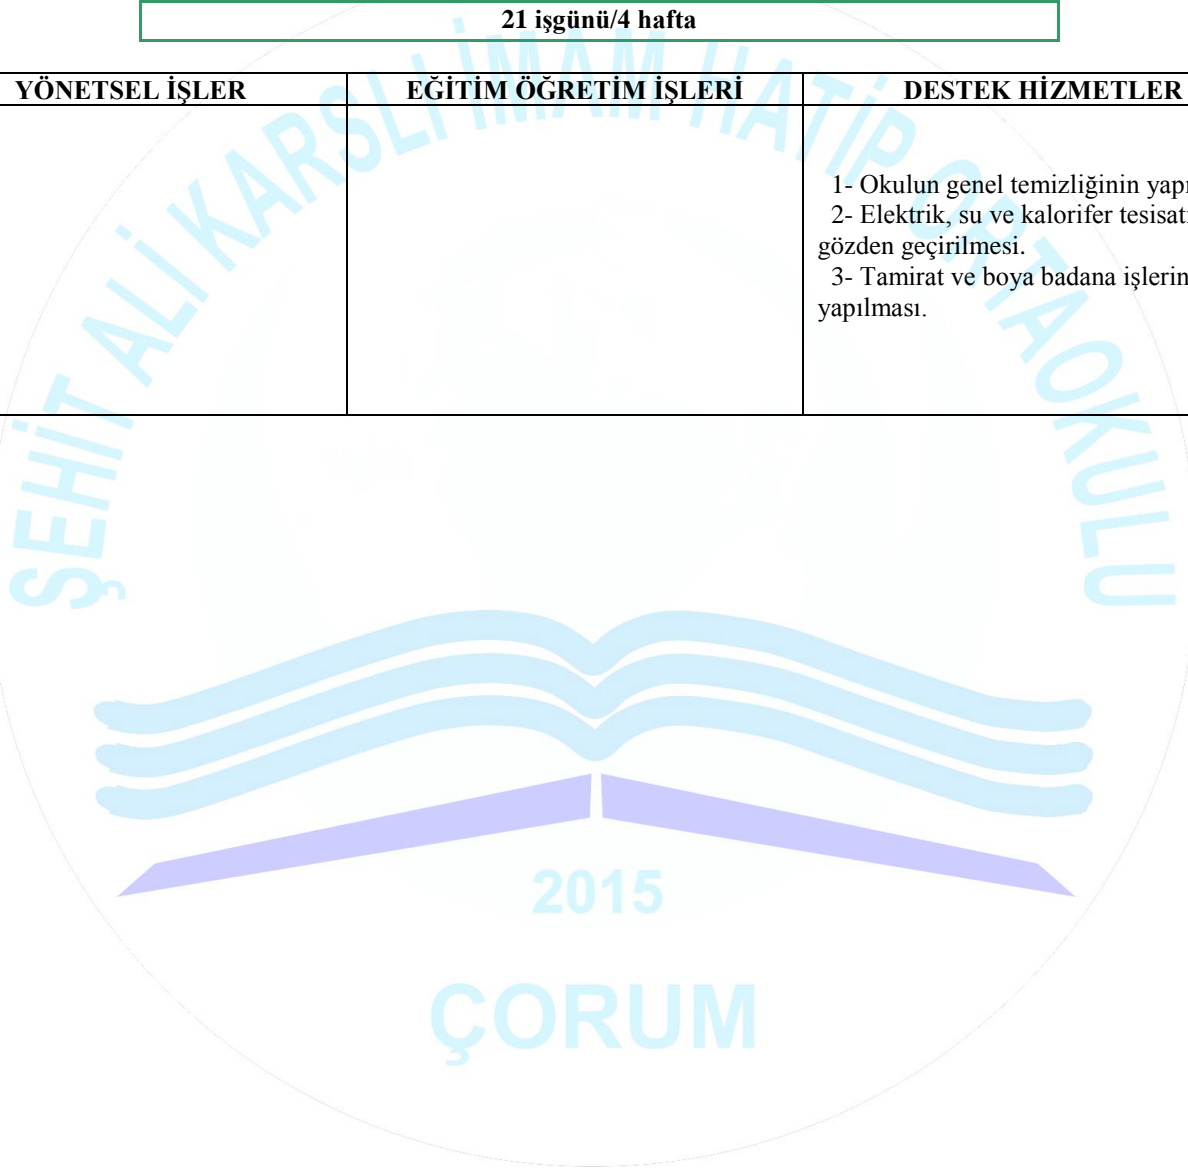 21 işgünü/4 hafta
YÖNETSEL İŞLER EĞİTİM ÖĞRETİM İŞLERİ DESTEK HİZMETLER
1- Okulun genel temizliğinin
2- Elektrik, su ve kalorifer
gözden geçirilmesi.
3- Tamirat ve boya badana
yapılması.
ŞEHİT ALİ KARSLI İMAM HATİP ORTAOKULU
2015
ÇORUM